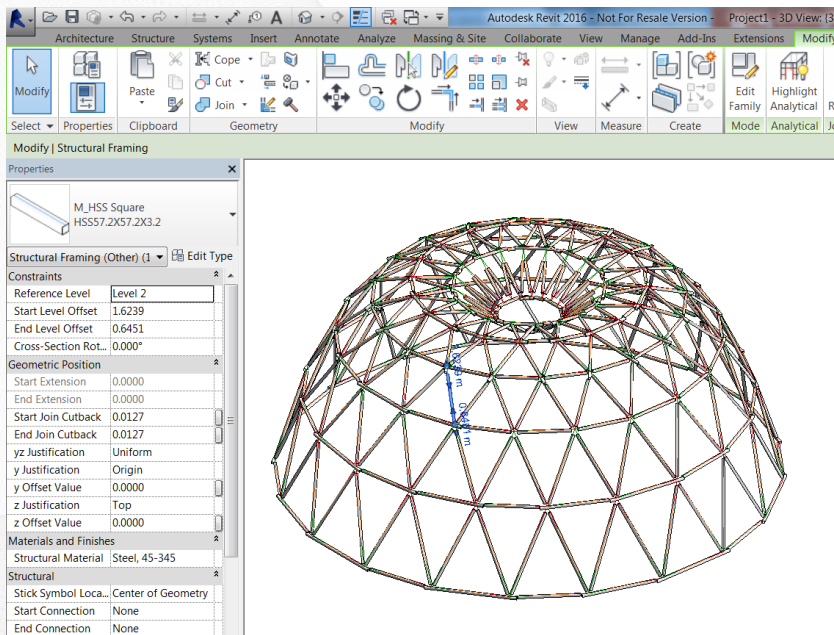 Autodesk Revit 2016 - Not For Resale Version - Project1 - 3D View: {3
Architecture Structure Systems Insert Annotate Analyze Massing & Site Collaborate View Manage Add-Ins Extensions Modify
Modify
Paste
Cope
Cut
Join
Edit Family
Highlight Analytical
Select Properties Clipboard Geometry Modify View Measure Create Mode Analytical
Modify | Structural Framing
Properties
M_HSS Square
HSS57.2X57.2X3.2
Structural Framing (Other) (1 Edit Type
Constraints
Reference Level Level 2
Start Level Offset 1.6239
End Level Offset 0.6451
Cross-Section Rot... 0.000°
Geometric Position
Start Extension 0.0000
End Extension 0.0000
Start Join Cutback 0.0127
End Join Cutback 0.0127
yz Justification Uniform
y Justification Origin
y Offset Value 0.0000
z Justification Top
z Offset Value 0.0000
Materials and Finishes
Structural Material Steel, 45-345
Structural
Stick Symbol Loca... Center of Geometry
Start Connection None
End Connection None